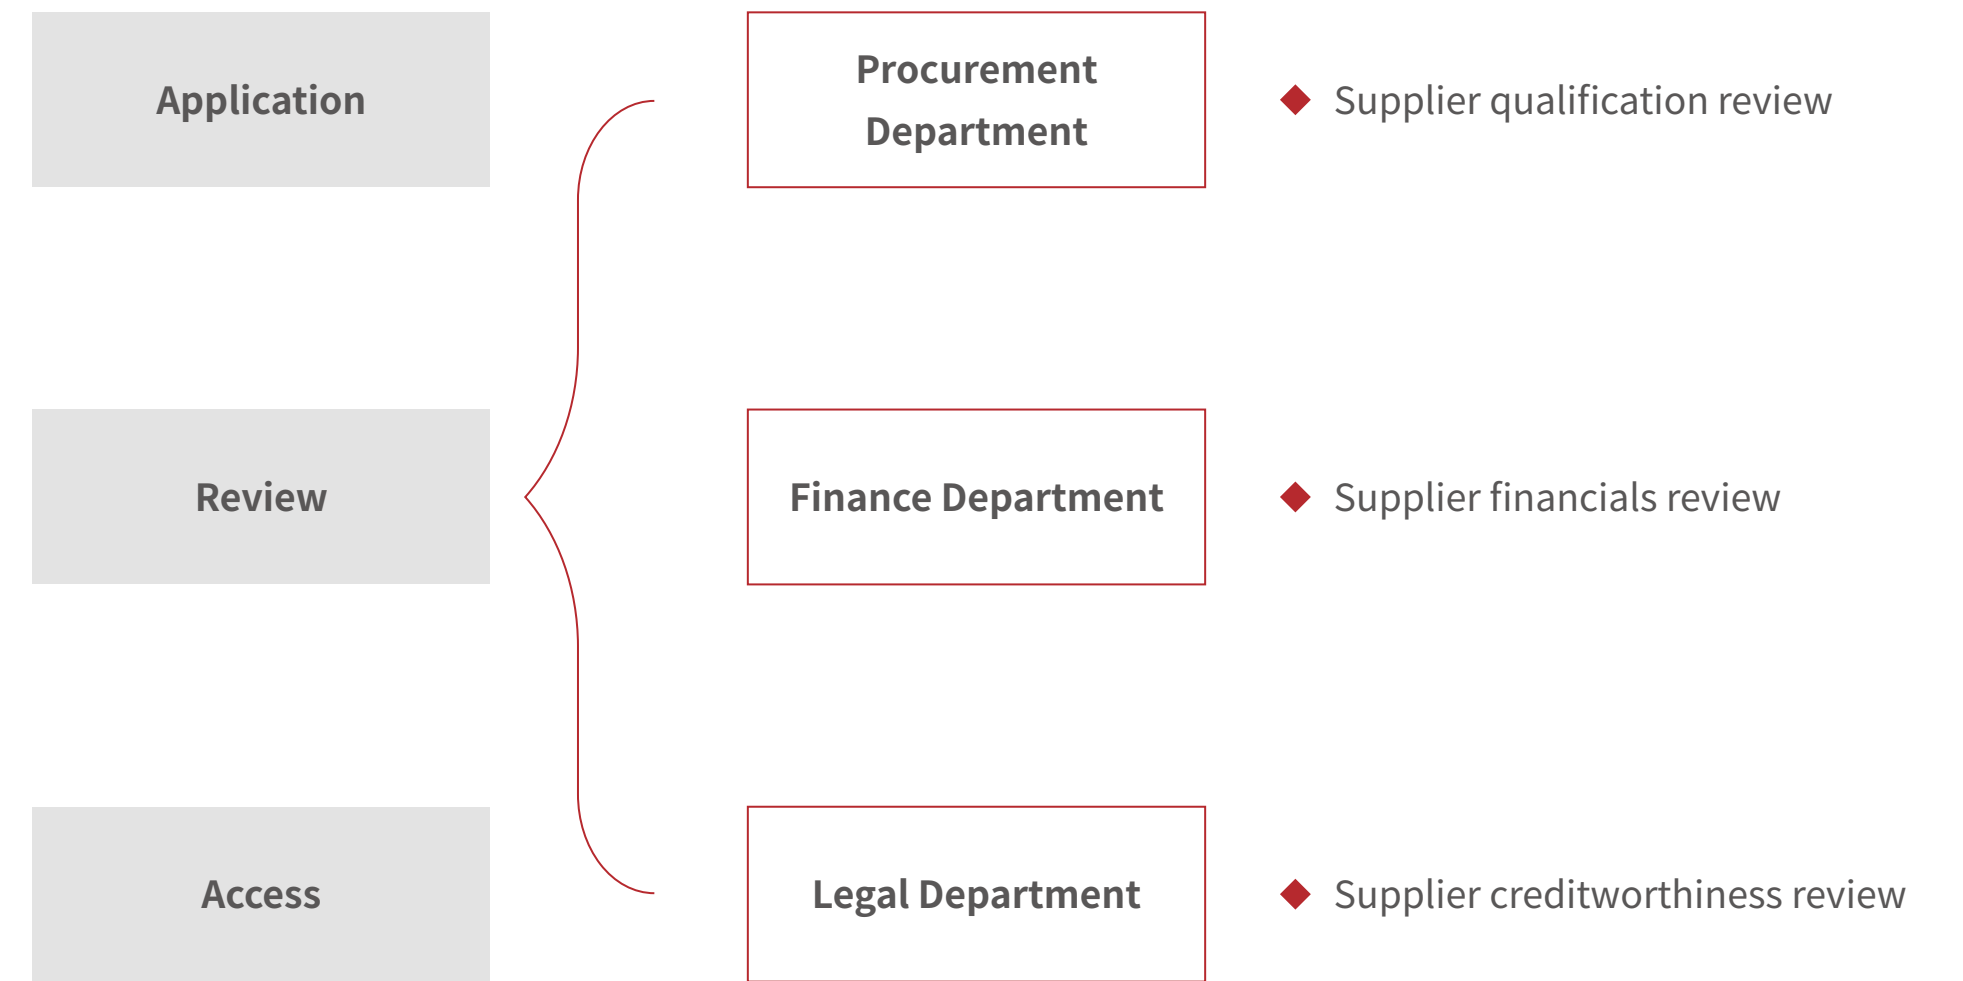 Application
Procurement
Department
Supplier qualification review
Review
Finance Department
Supplier financials review
Access
Legal Department
Supplier creditworthiness review